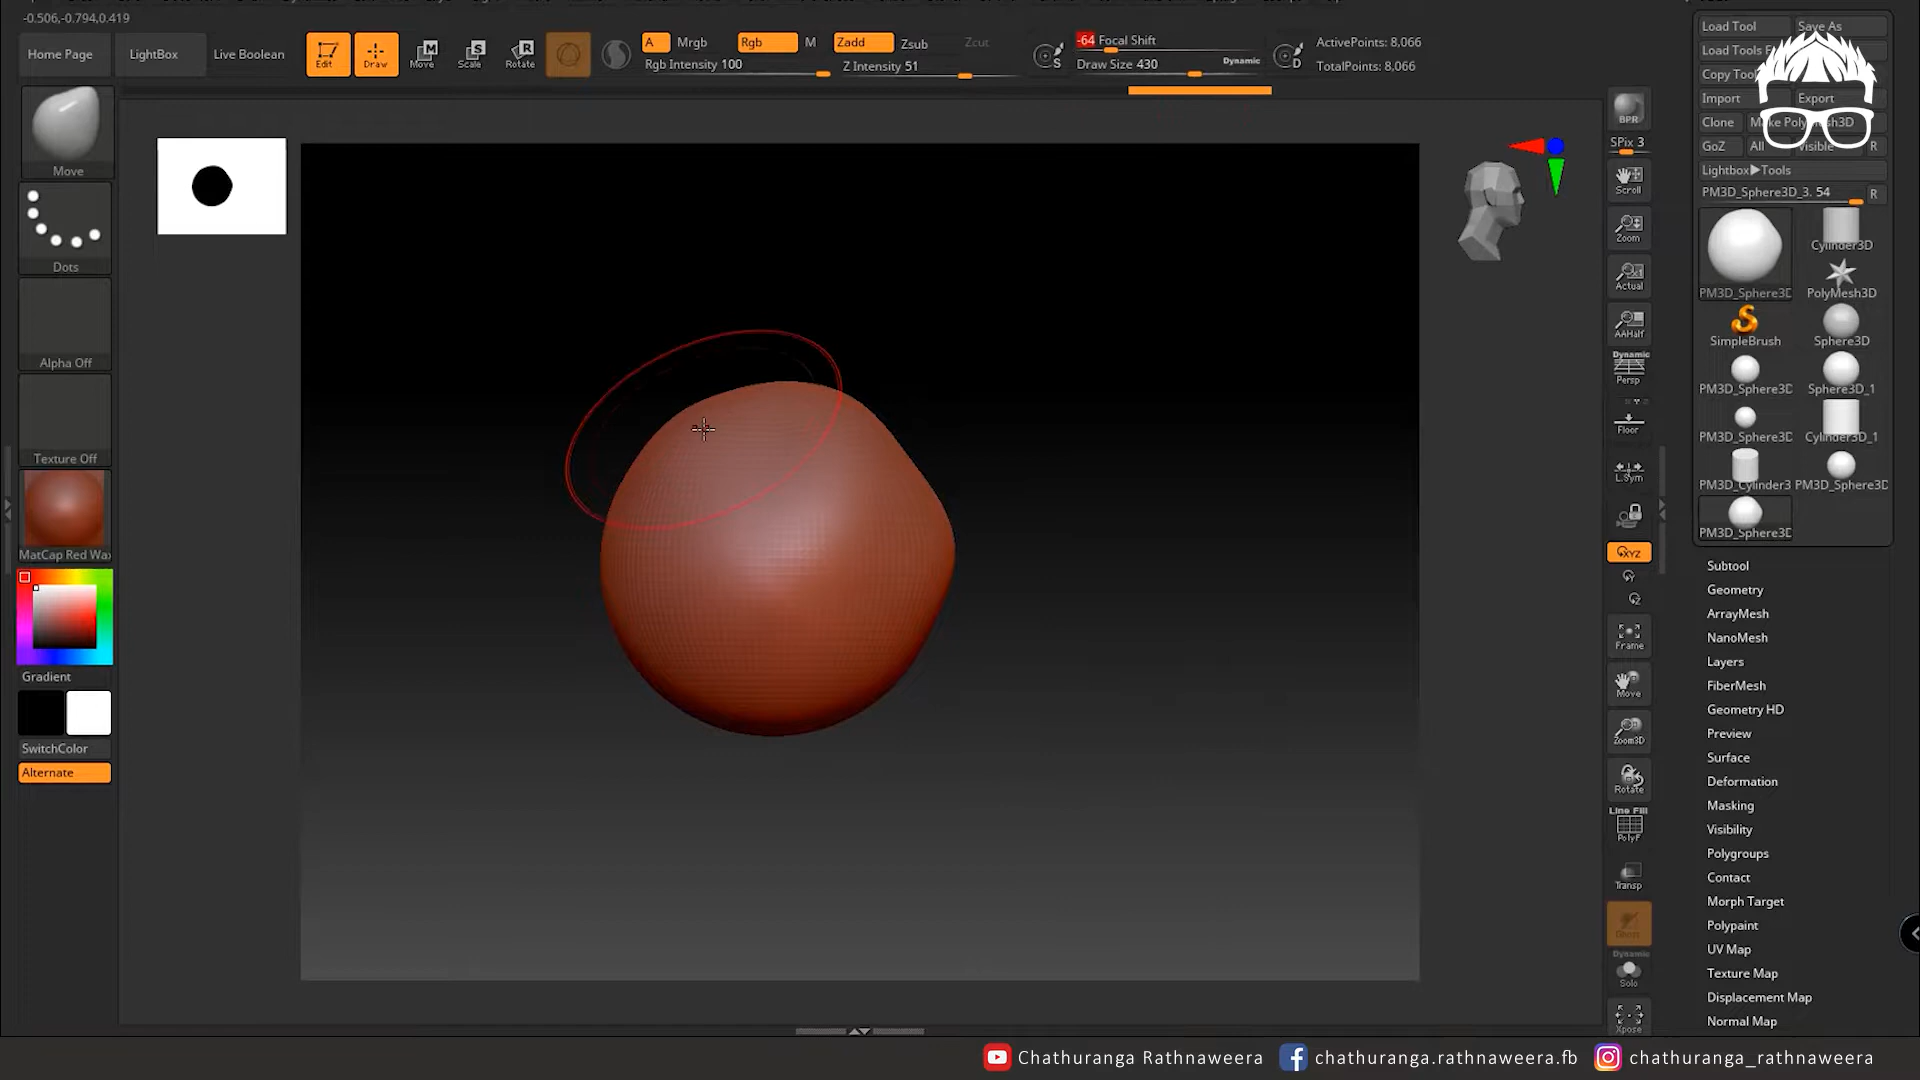 -0.506,-0.794,0.419
Home Page
LightBox
Live Boolean
Edit
Draw
Move
Scale
Rotate
A
Mrgb
Rgb
M
Zadd
Zsub
Zcut
Rgb Intensity 100
Z Intensity 51
-64 Focal Shift
Draw Size 430
Dynamic
S
D
ActivePoints: 8,066
TotalPoints: 8,066
Move
Dots
Alpha Off
Texture Off
MatCap Red Wax
Gradient
SwitchColor
Alternate
BPR
SPix 3
Scroll
Zoom
Actual
AAHalf
Dynamic
Persp
Floor
L.Sym
XYZ
Frame
Move
Zoom3D
Rotate
Line Fill
PolyF
Transp
Ghost
Dynamic
Solo
Xpose
Load Tool
Save As
Copy Tool
Import
Export
Clone
GoZ
All
Visible
R
Lightbox▶Tools
PM3D_Sphere3D_3. 54
R
PM3D_Sphere3D
Cylinder3D
PolyMesh3D
SimpleBrush
Sphere3D
PM3D_Sphere3D
Sphere3D_1
PM3D_Sphere3D
Cylinder3D_1
PM3D_Cylinder3
PM3D_Sphere3D
PM3D_Sphere3D
Subtool
Geometry
ArrayMesh
NanoMesh
Layers
FiberMesh
Geometry HD
Preview
Surface
Deformation
Masking
Visibility
Polygroups
Contact
Morph Target
Polypaint
UV Map
Texture Map
Displacement Map
Normal Map
Chathuranga Rathnaweera
chathuranga.rathnaweera.fb
chathuranga_rathnaweera